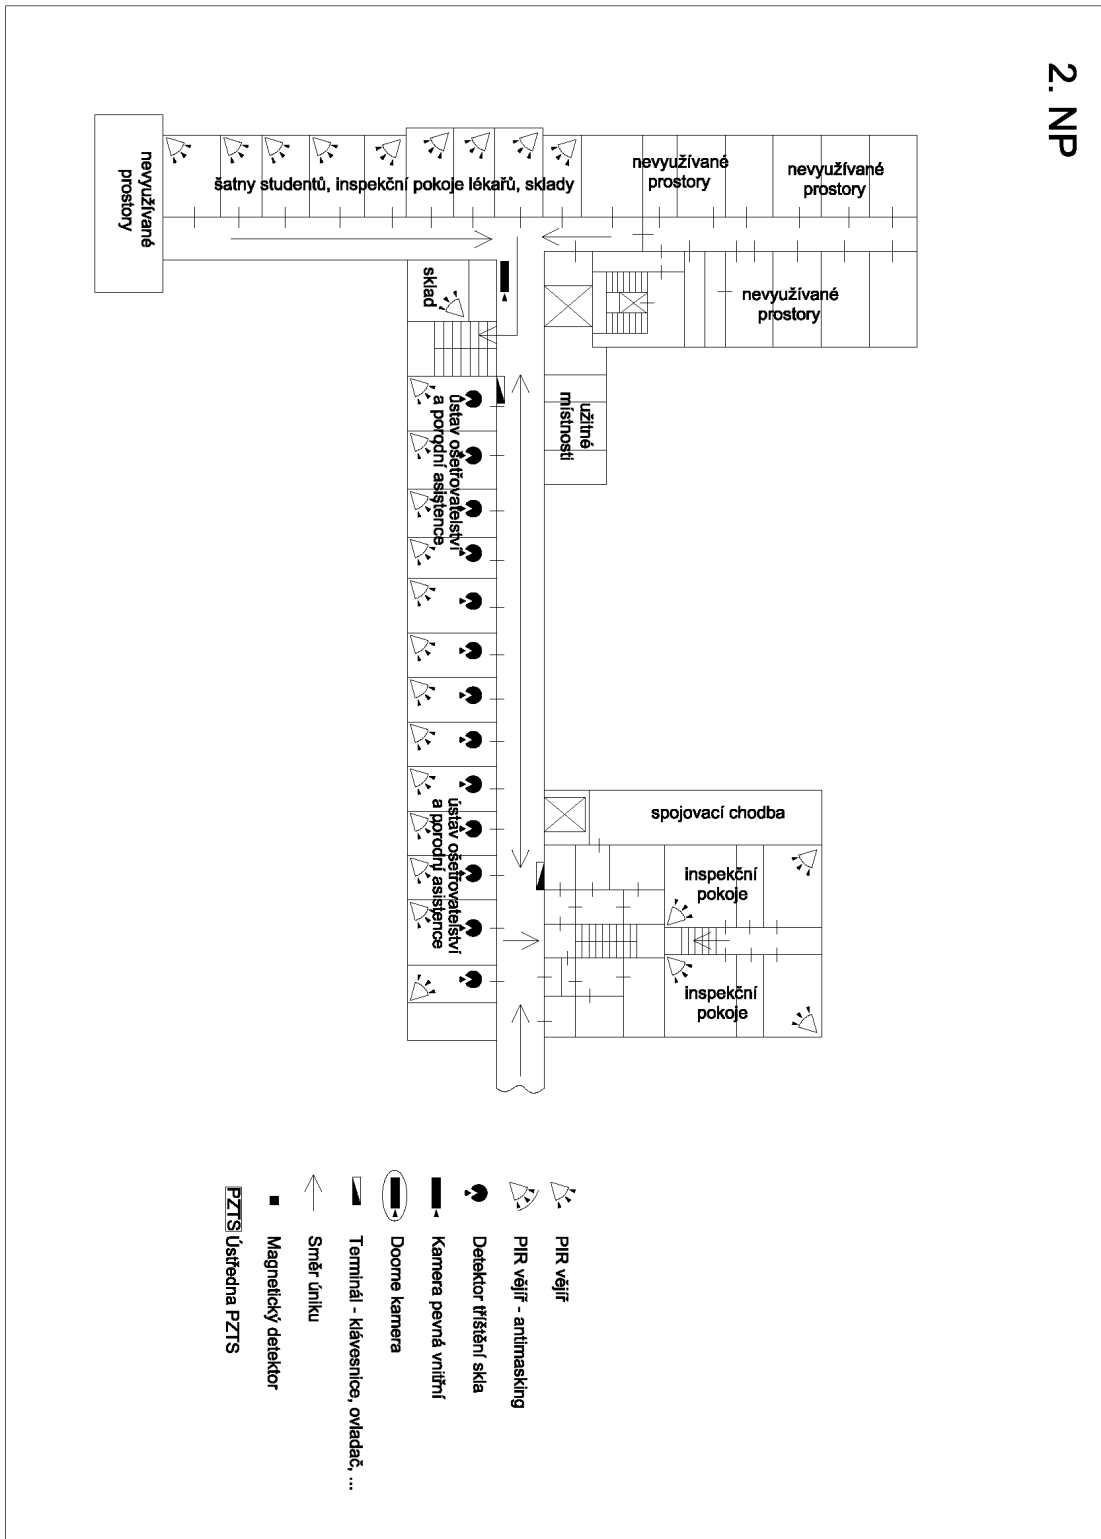 2. NP
nevyužívané
prostory
šatny studentů, inspekční pokoje lékařů, sklady
nevyužívané
prostory
nevyužívané
prostory
sklad
nevyužívané
prostory
ústav ošetřovatelství
a porodní asistence
užitné
místnosti
ústav ošetřovatelství
a porodní asistence
spojovací chodba
inspekční
pokoje
inspekční
pokoje
PIR vějíř
PIR vějíř - antimasking
Detektor tříštění skla
Kamera pevná vnitřní
Doome kamera
Terminál - klávesnice, ovladač, ...
Směr úniku
Magnetický detektor
PZTS Ústředna PZTS